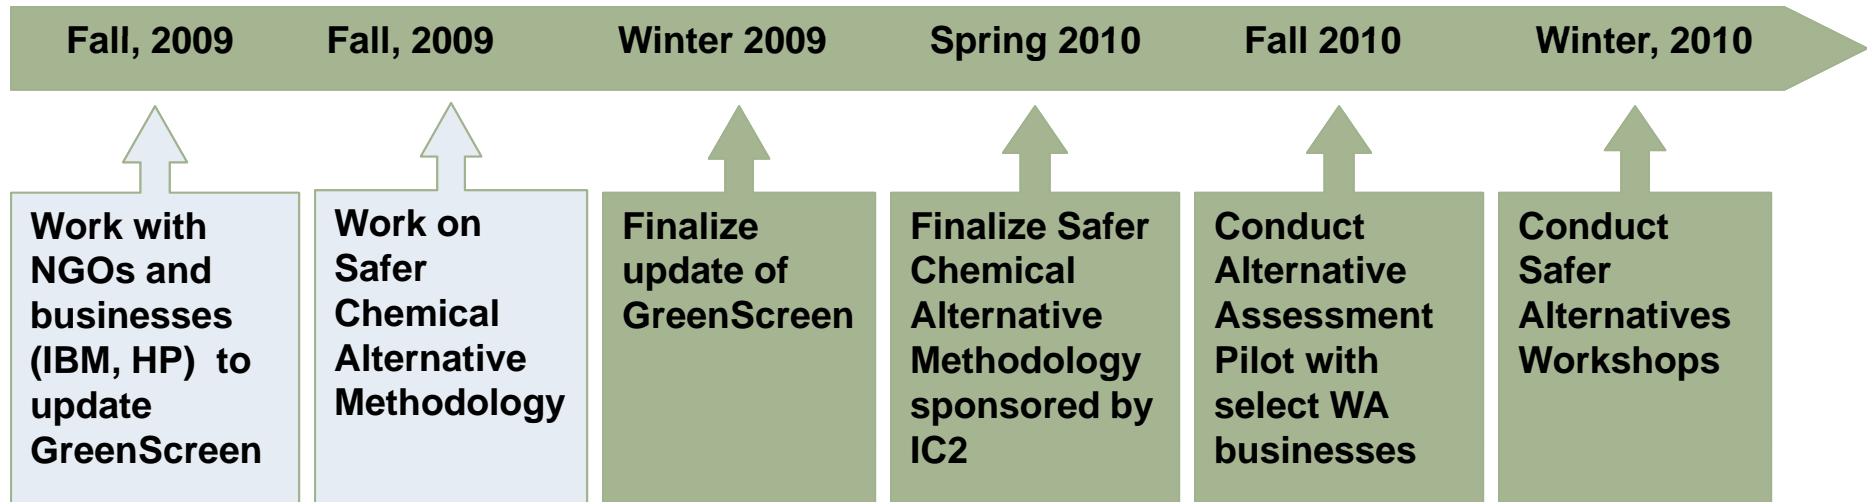 Fall, 2009
Fall, 2009
Winter 2009
Spring 2010
Fall 2010
Winter, 2010
Work with
NGOs and
businesses
(IBM, HP) to
update
GreenScreen
Work on
Safer
Chemical
Alternative
Methodology
Finalize
update of
GreenScreen
Finalize Safer
Chemical
Alternative
Methodology
sponsored by
IC2
Conduct
Alternative
Assessment
Pilot with
select WA
businesses
Conduct
Safer
Alternatives
Workshops